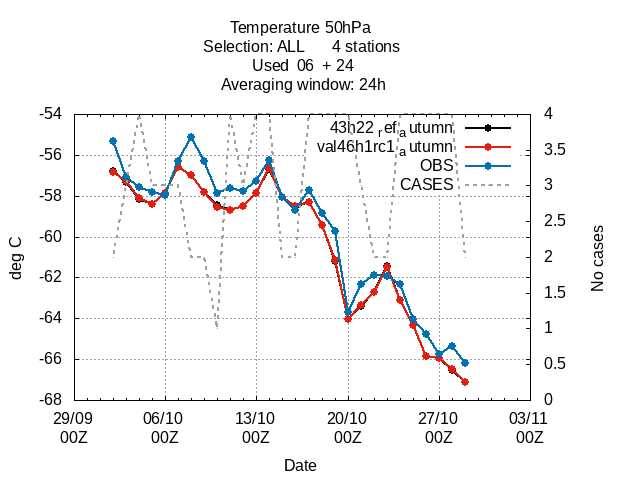 Temperature 50hPa
Selection: ALL 4 stations
Used 06 + 24
Averaging window: 24h
43h22_ref_autumn
val46h1rc1_autumn
OBS
CASES
-54
-56
-58
-60
-62
-64
-66
-68
deg C
4
3.5
3
2.5
2
1.5
1
0.5
0
No cases
29/09 06/10 13/10 20/10 27/10 03/11
00Z 00Z 00Z 00Z 00Z 00Z
Date